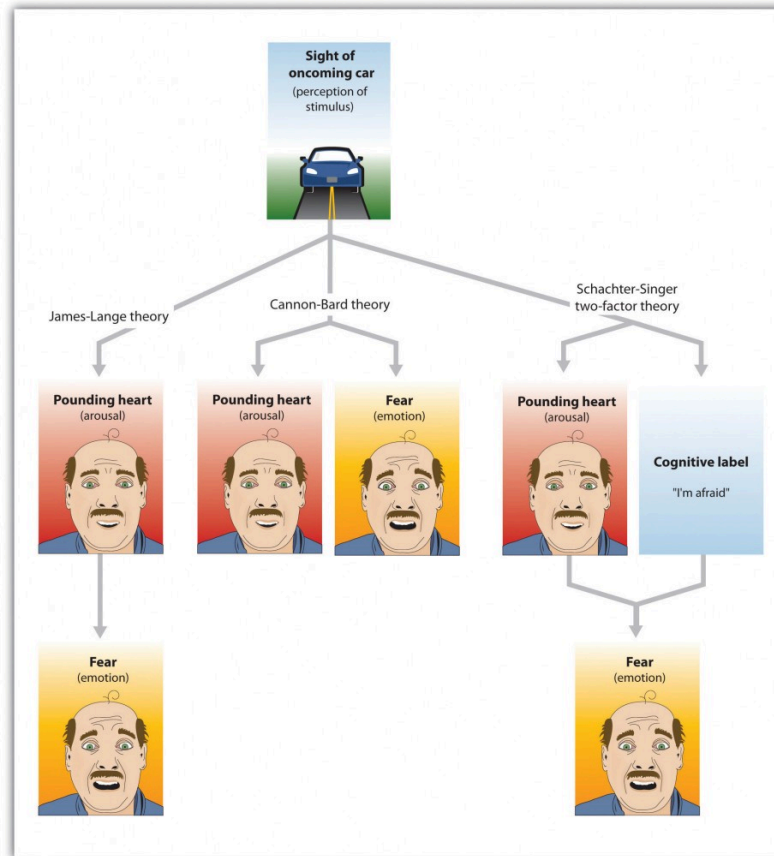 Sight of
oncoming car
(perception of
stimulus)
James-Lange theory
Cannon-Bard theory
Schachter-Singer
two-factor theory
Pounding heart
(arousal)
Pounding heart
(arousal)
Fear
(emotion)
Pounding heart
(arousal)
Cognitive label
"I'm afraid"
Fear
(emotion)
Fear
(emotion)